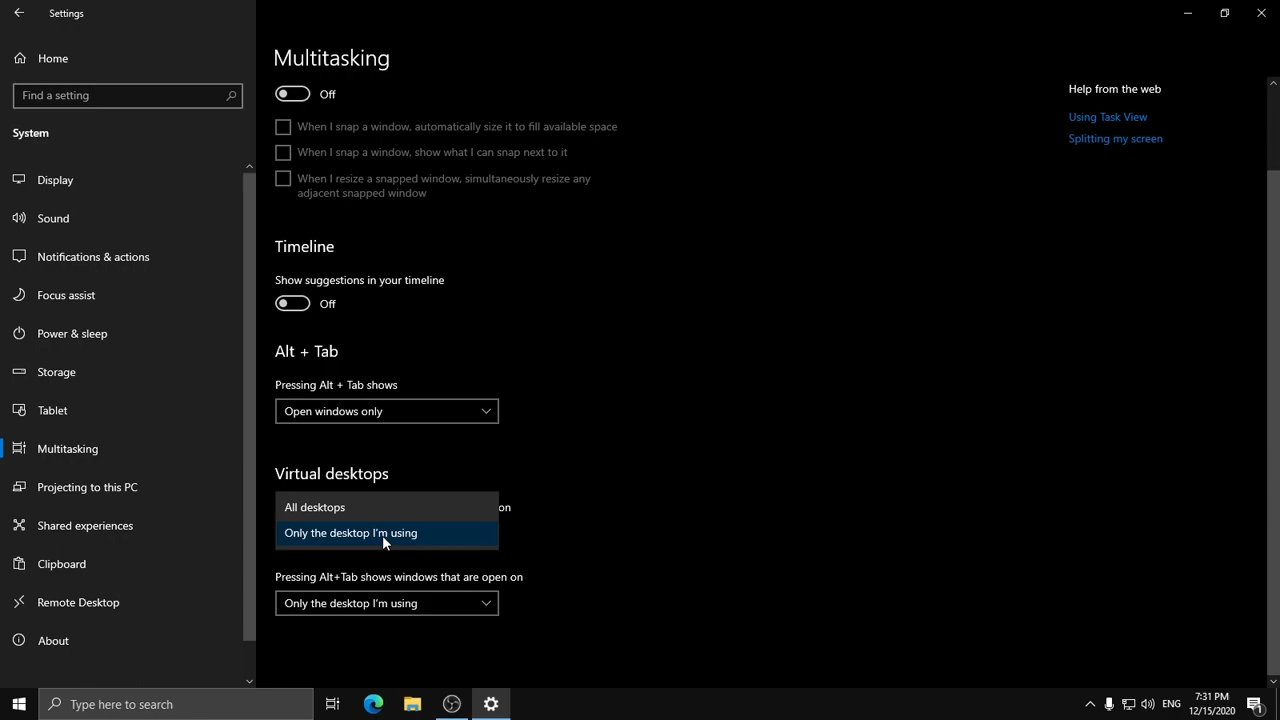 Settings
Home
Find a setting
System
Display
Sound
Notifications & actions
Focus assist
Power & sleep
Storage
Tablet
Multitasking
Projecting to this PC
Shared experiences
Clipboard
Remote Desktop
About
Multitasking
Off
When I snap a window, automatically size it to fill available space
When I snap a window, show what I can snap next to it
When I resize a snapped window, simultaneously resize any
adjacent snapped window
Timeline
Show suggestions in your timeline
Off
Alt + Tab
Pressing Alt + Tab shows
Open windows only
Virtual desktops
All desktops
on
Only the desktop I'm using
Pressing Alt+Tab shows windows that are open on
Only the desktop I'm using
Help from the web
Using Task View
Splitting my screen
Type here to search
ENG
7:31 PM
12/15/2020
1